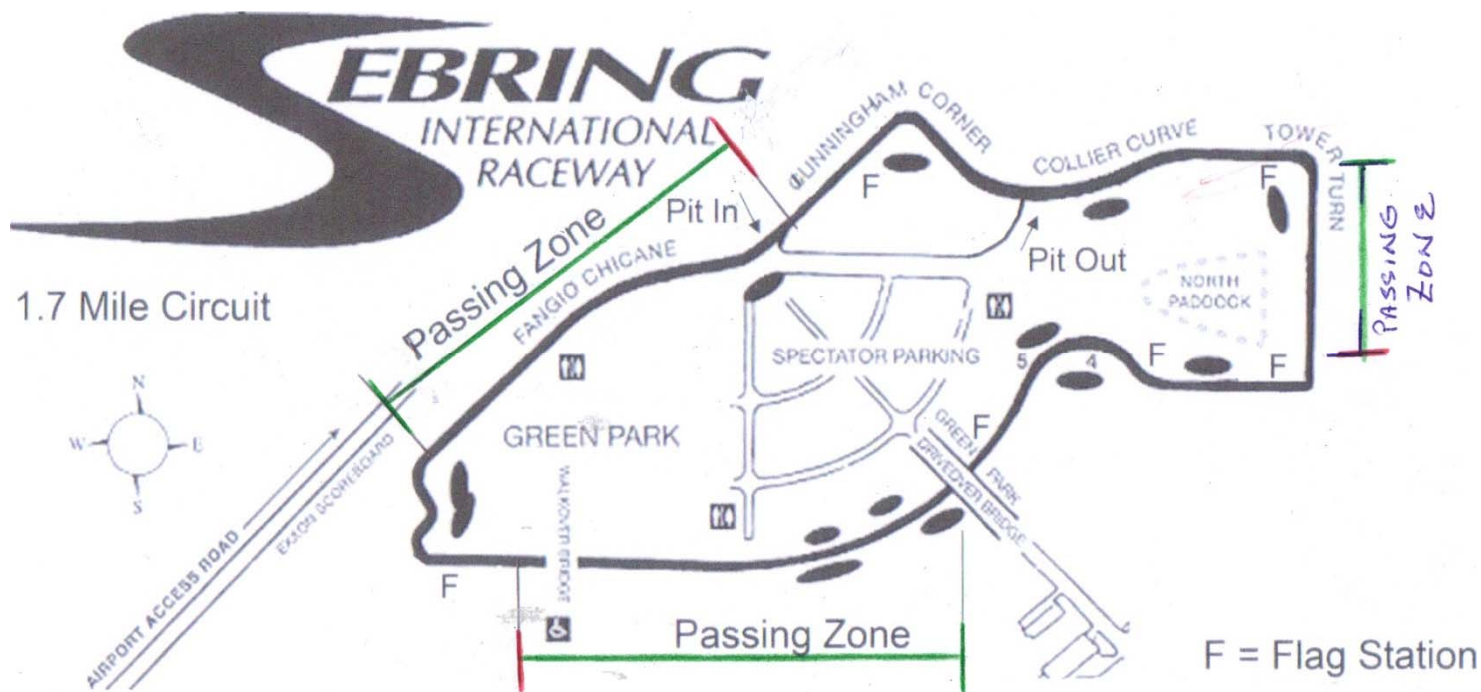 SEBRING
INTERNATIONAL
RACEWAY
CUNNINGHAM CORNER
COLLIER CURVE
TOWER TURN
F
F
Pit In
Pit Out
Passing Zone
FANGIO CHICANE
PASSING
ZONE
NORTH
PADDOCK
1.7 Mile Circuit
SPECTATOR PARKING
5
4
F
F
N
W
E
S
GREEN PARK
F
GREEN PARK
DRIVEOVER BRIDGE
WALKOVER BRIDGE
EXXON SCOREBOARD
AIRPORT ACCESS ROAD
F
Passing Zone
F = Flag Station